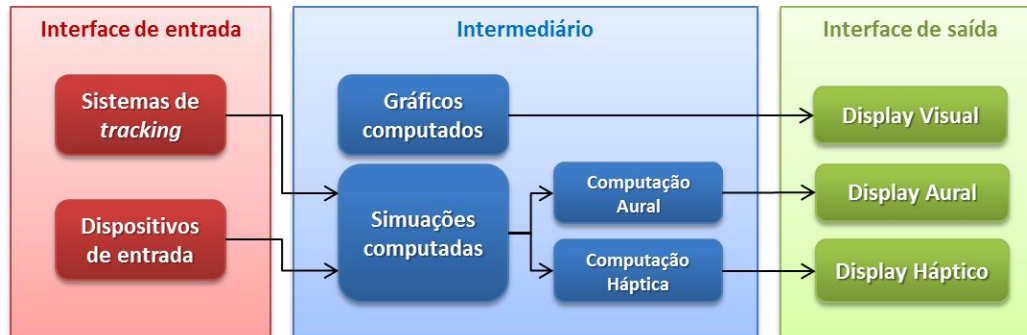 Interface de entrada
Sistemas de
tracking
Dispositivos
de entrada
Intermediário
Gráficos
computados
Simuações
computadas
Computação
Aural
Computação
Háptica
Interface de saída
Display Visual
Display Aural
Display Háptico